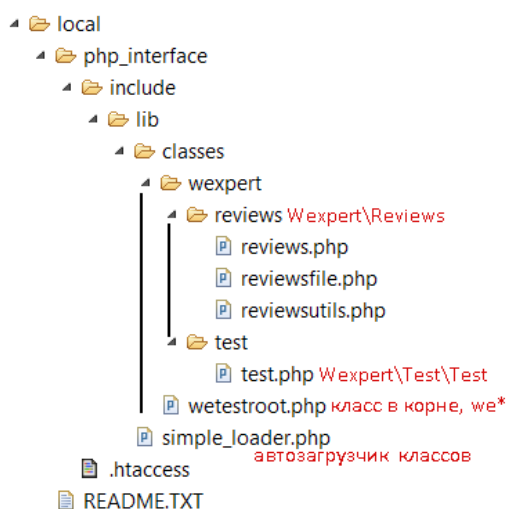 local
php_interface
include
lib
classes
wexpert
reviews Wexpert\Reviews
reviews.php
reviewsfile.php
reviewsutils.php
test
test.php Wexpert\Test\Test
wetestroot.php класс в корне, we*
simple_loader.php
автозагрузчик классов
.htaccess
README.TXT